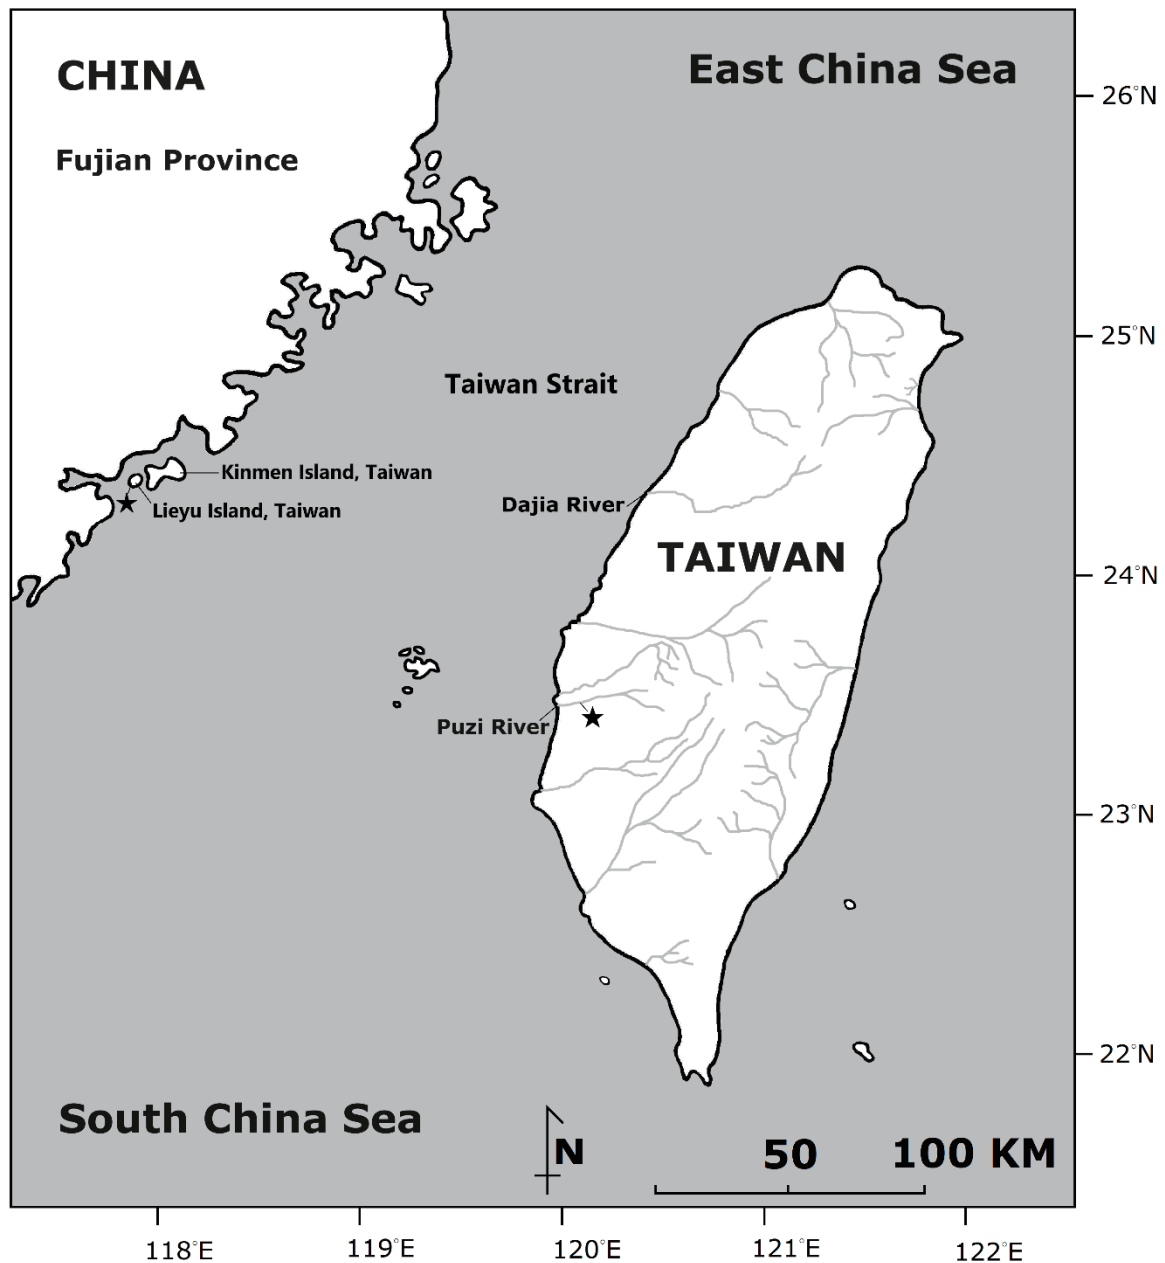 CHINA
East China Sea
26°N
Fujian Province
25°N
Taiwan Strait
Kinmen Island, Taiwan
Lieyu Island, Taiwan
Dajia River
TAIWAN
24°N
Puzi River
23°N
22°N
South China Sea
N
50
100 KM
118°E
119°E
120°E
121°E
122°E